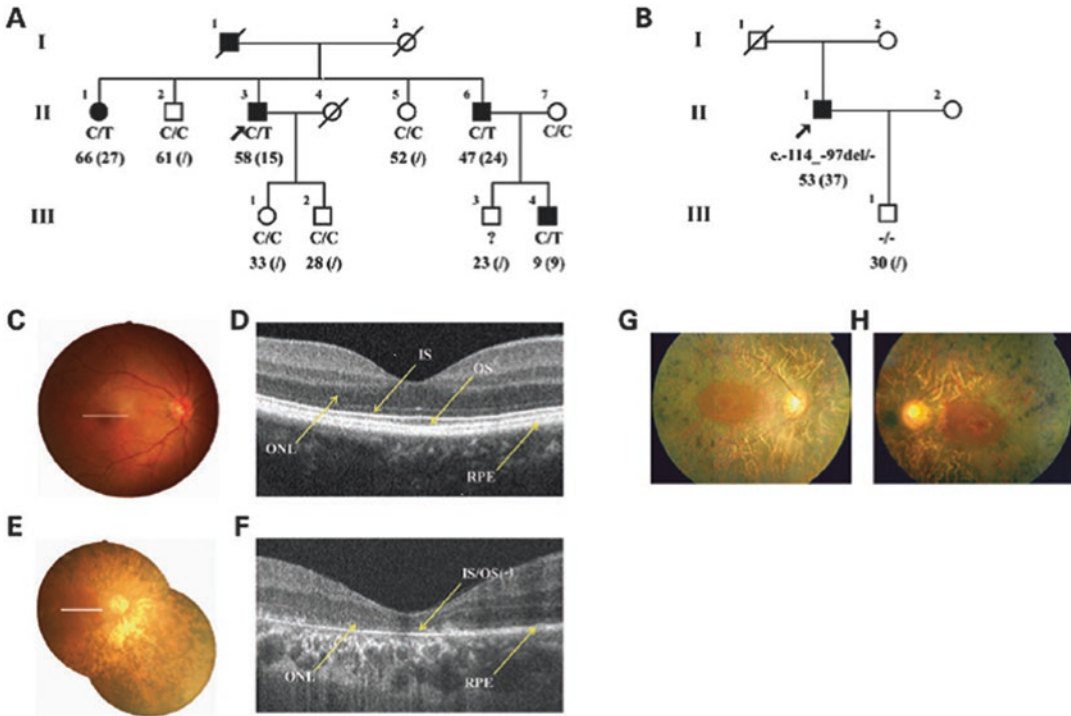 A
B
I
1
2
I
1
2
II
1
2
3
4
5
6
7
C/T
C/C
C/T
C/C
C/T
C/C
66 (27)
61 (/)
58 (15)
52 (/)
47 (24)
II
1
2
c.-114_-97del/-
53 (37)
III
1
2
3
4
C/C
C/C
?
C/T
33 (/)
28 (/)
23 (/)
9 (9)
III
1
-/-
30 (/)
C
D
IS
OS
ONL
RPE
G
H
E
F
IS/OS(-)
ONL
RPE